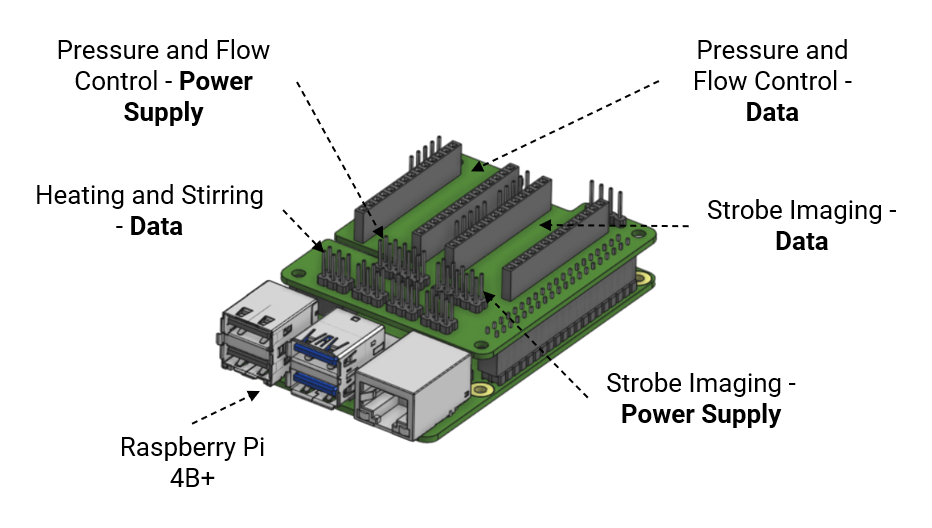 Pressure and Flow
Control - Power
Supply
Pressure and
Flow Control -
Data
Heating and Stirring
- Data
Strobe Imaging -
Data
Strobe Imaging -
Power Supply
Raspberry Pi
4B+